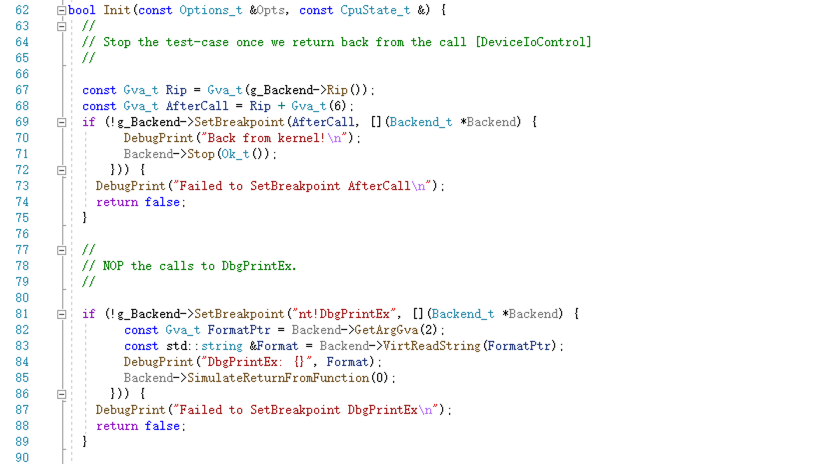 62 bool Init(const Options_t &Opts, const CpuState_t &) {
63 //
64 // Stop the test-case once we return back from the call [DeviceIoControl]
65 //
66
67 const Gva_t Rip = Gva_t(g_Backend->Rip());
68 const Gva_t AfterCall = Rip + Gva_t(6);
69 if (!g_Backend->SetBreakpoint(AfterCall, [](Backend_t *Backend) {
70 DebugPrint("Back from kernel!\n");
71 Backend->Stop(Ok_t());
72 })) {
73 DebugPrint("Failed to SetBreakpoint AfterCall\n");
74 return false;
75 }
76
77 //
78 // NOP the calls to DbgPrintEx.
79 //
80
81 if (!g_Backend->SetBreakpoint("nt!DbgPrintEx", [](Backend_t *Backend) {
82 const Gva_t FormatPtr = Backend->GetArgGva(2);
83 const std::string &Format = Backend->VirtReadString(FormatPtr);
84 DebugPrint("DbgPrintEx: {}", Format);
85 Backend->SimulateReturnFromFunction(0);
86 })) {
87 DebugPrint("Failed to SetBreakpoint DbgPrintEx\n");
88 return false;
89 }
90